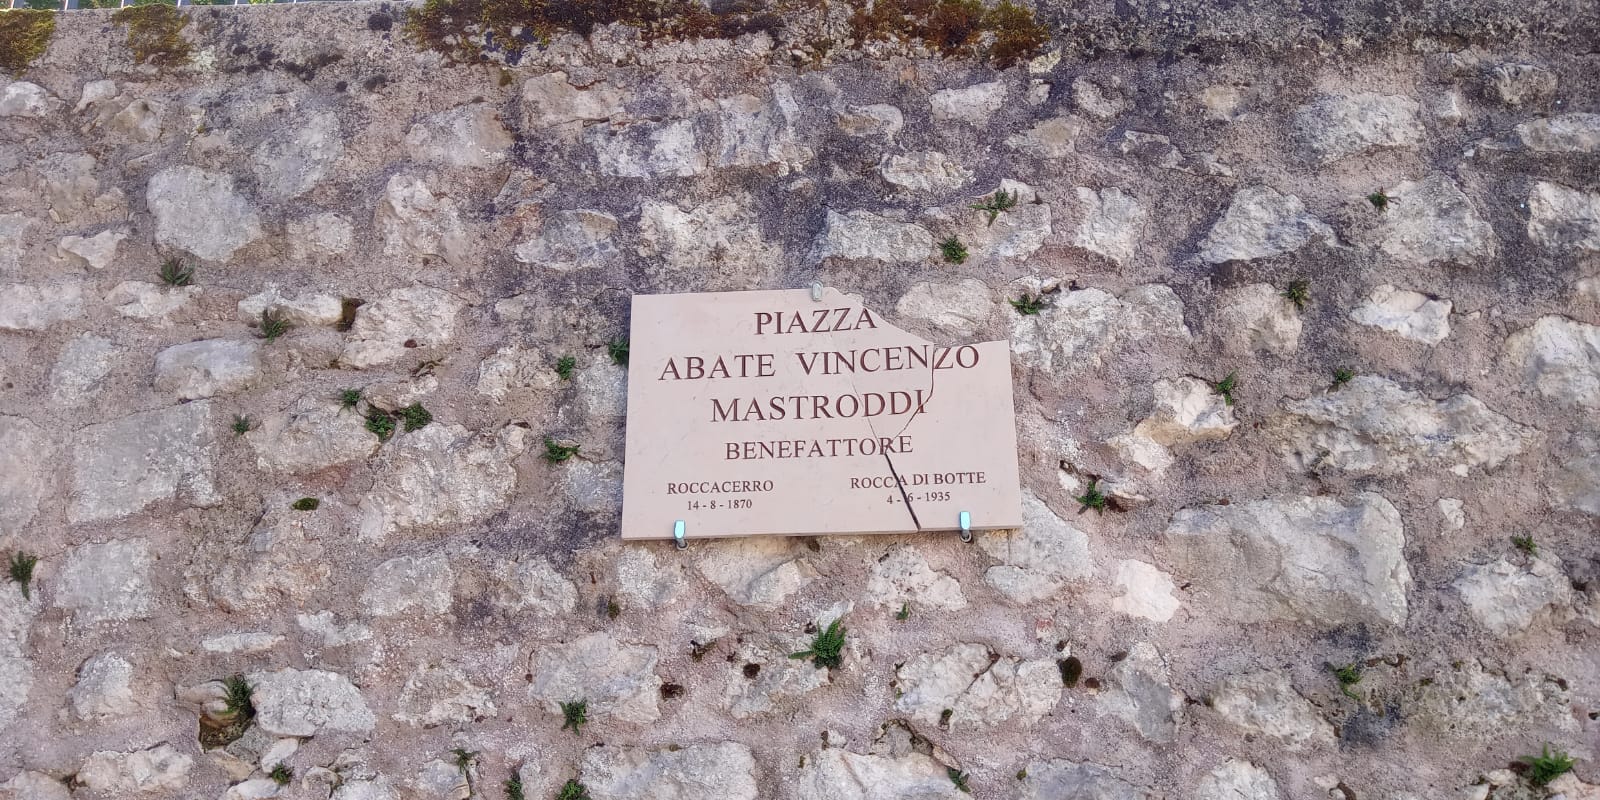 PIAZZA
ABATE VINCENZO
MASTRODDI
BENEFATTORE
ROCCACERRO ROCCA DI BOTTE
14 - 8 - 1870 4 - 6 - 1935